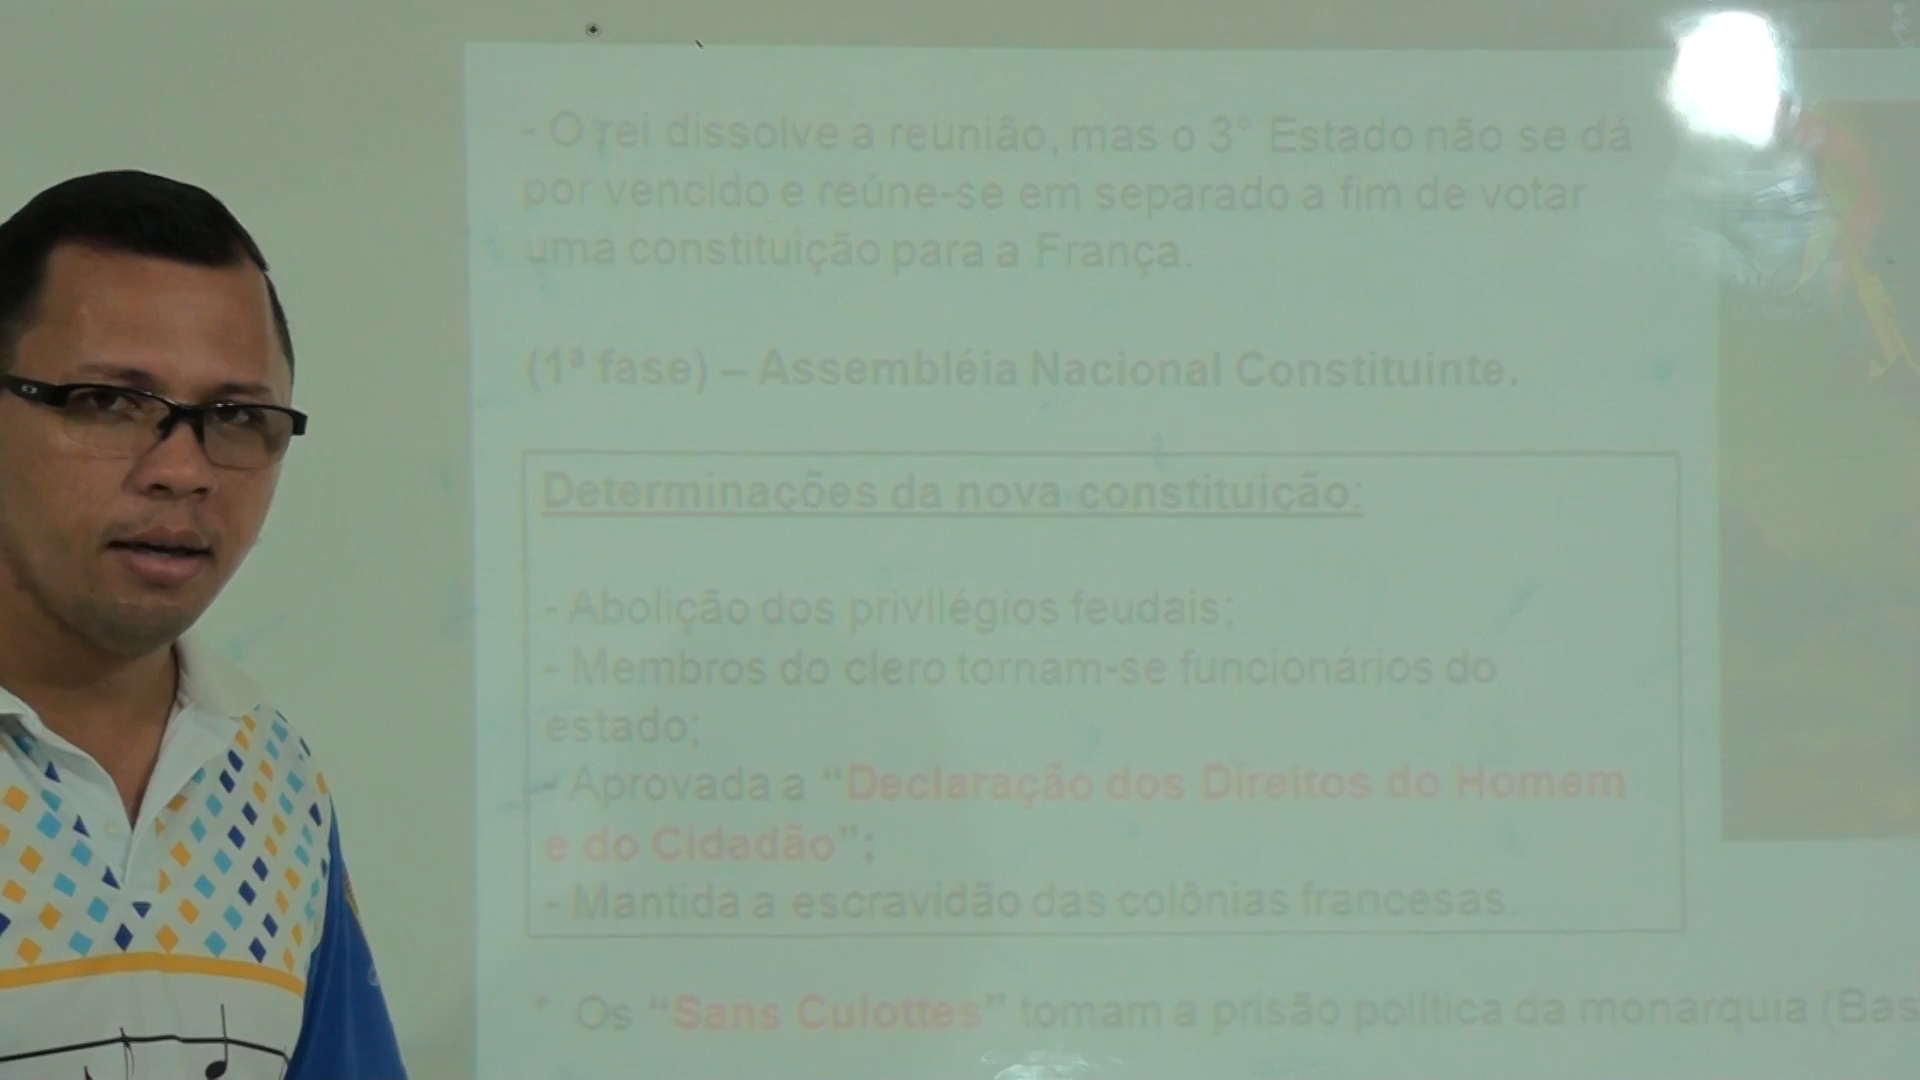 - O rei dissolve a reunião, mas o 3° Estado não se dá
por vencido e reúne-se em separado a fim de votar
uma constituição para a França.
(1ª fase) – Assembléia Nacional Constituinte.
Determinações da nova constituição:
- Abolição dos privilégios feudais;
- Membros do clero tornam-se funcionários do
estado;
- Aprovada a “Declaração dos Direitos do Homem
e do Cidadão”;
- Mantida a escravidão das colônias francesas.
* Os “Sans Culottes” tomam a prisão política da monarquia (Bas